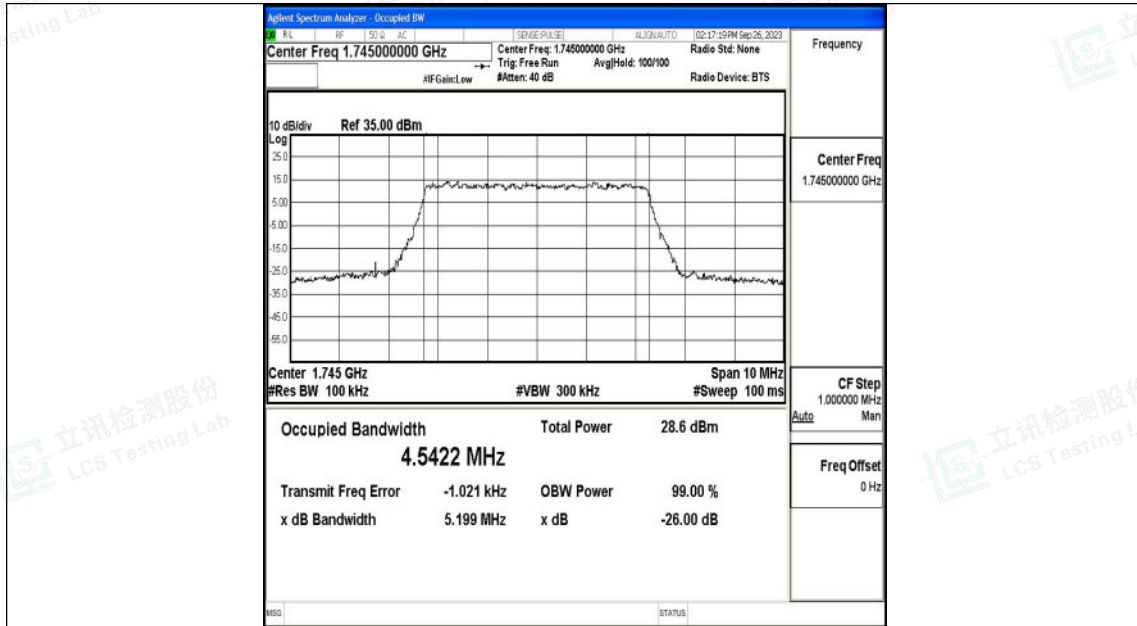 Agilent Spectrum Analyzer - Occupied BW
RL RF 50 Ω AC SENSE:PULSE ALIGNAUTO 02:17:19 PM Sep 26, 2023
Center Freq 1.745000000 GHz
Center Freq: 1.745000000 GHz Radio Std: None
Trig: Free Run Avg|Hold: 100/100
#IFGain:Low #Atten: 40 dB Radio Device: BTS
Frequency
10 dB/div Ref 35.00 dBm
Log
25.0
15.0
5.00
-5.00
-15.0
-25.0
-35.0
-45.0
-55.0
Center 1.745 GHz Span 10 MHz
#Res BW 100 kHz #VBW 300 kHz #Sweep 100 ms
Occupied Bandwidth Total Power 28.6 dBm
4.5422 MHz
Transmit Freq Error -1.021 kHz OBW Power 99.00 %
x dB Bandwidth 5.199 MHz x dB -26.00 dB
Center Freq
1.745000000 GHz
CF Step
1.000000 MHz
Auto Man
Freq Offset
0 Hz
MSG STATUS
立讯检测股份
LCS Testing Lab
立讯检测股份
LCS Testing L
sting Lab
立